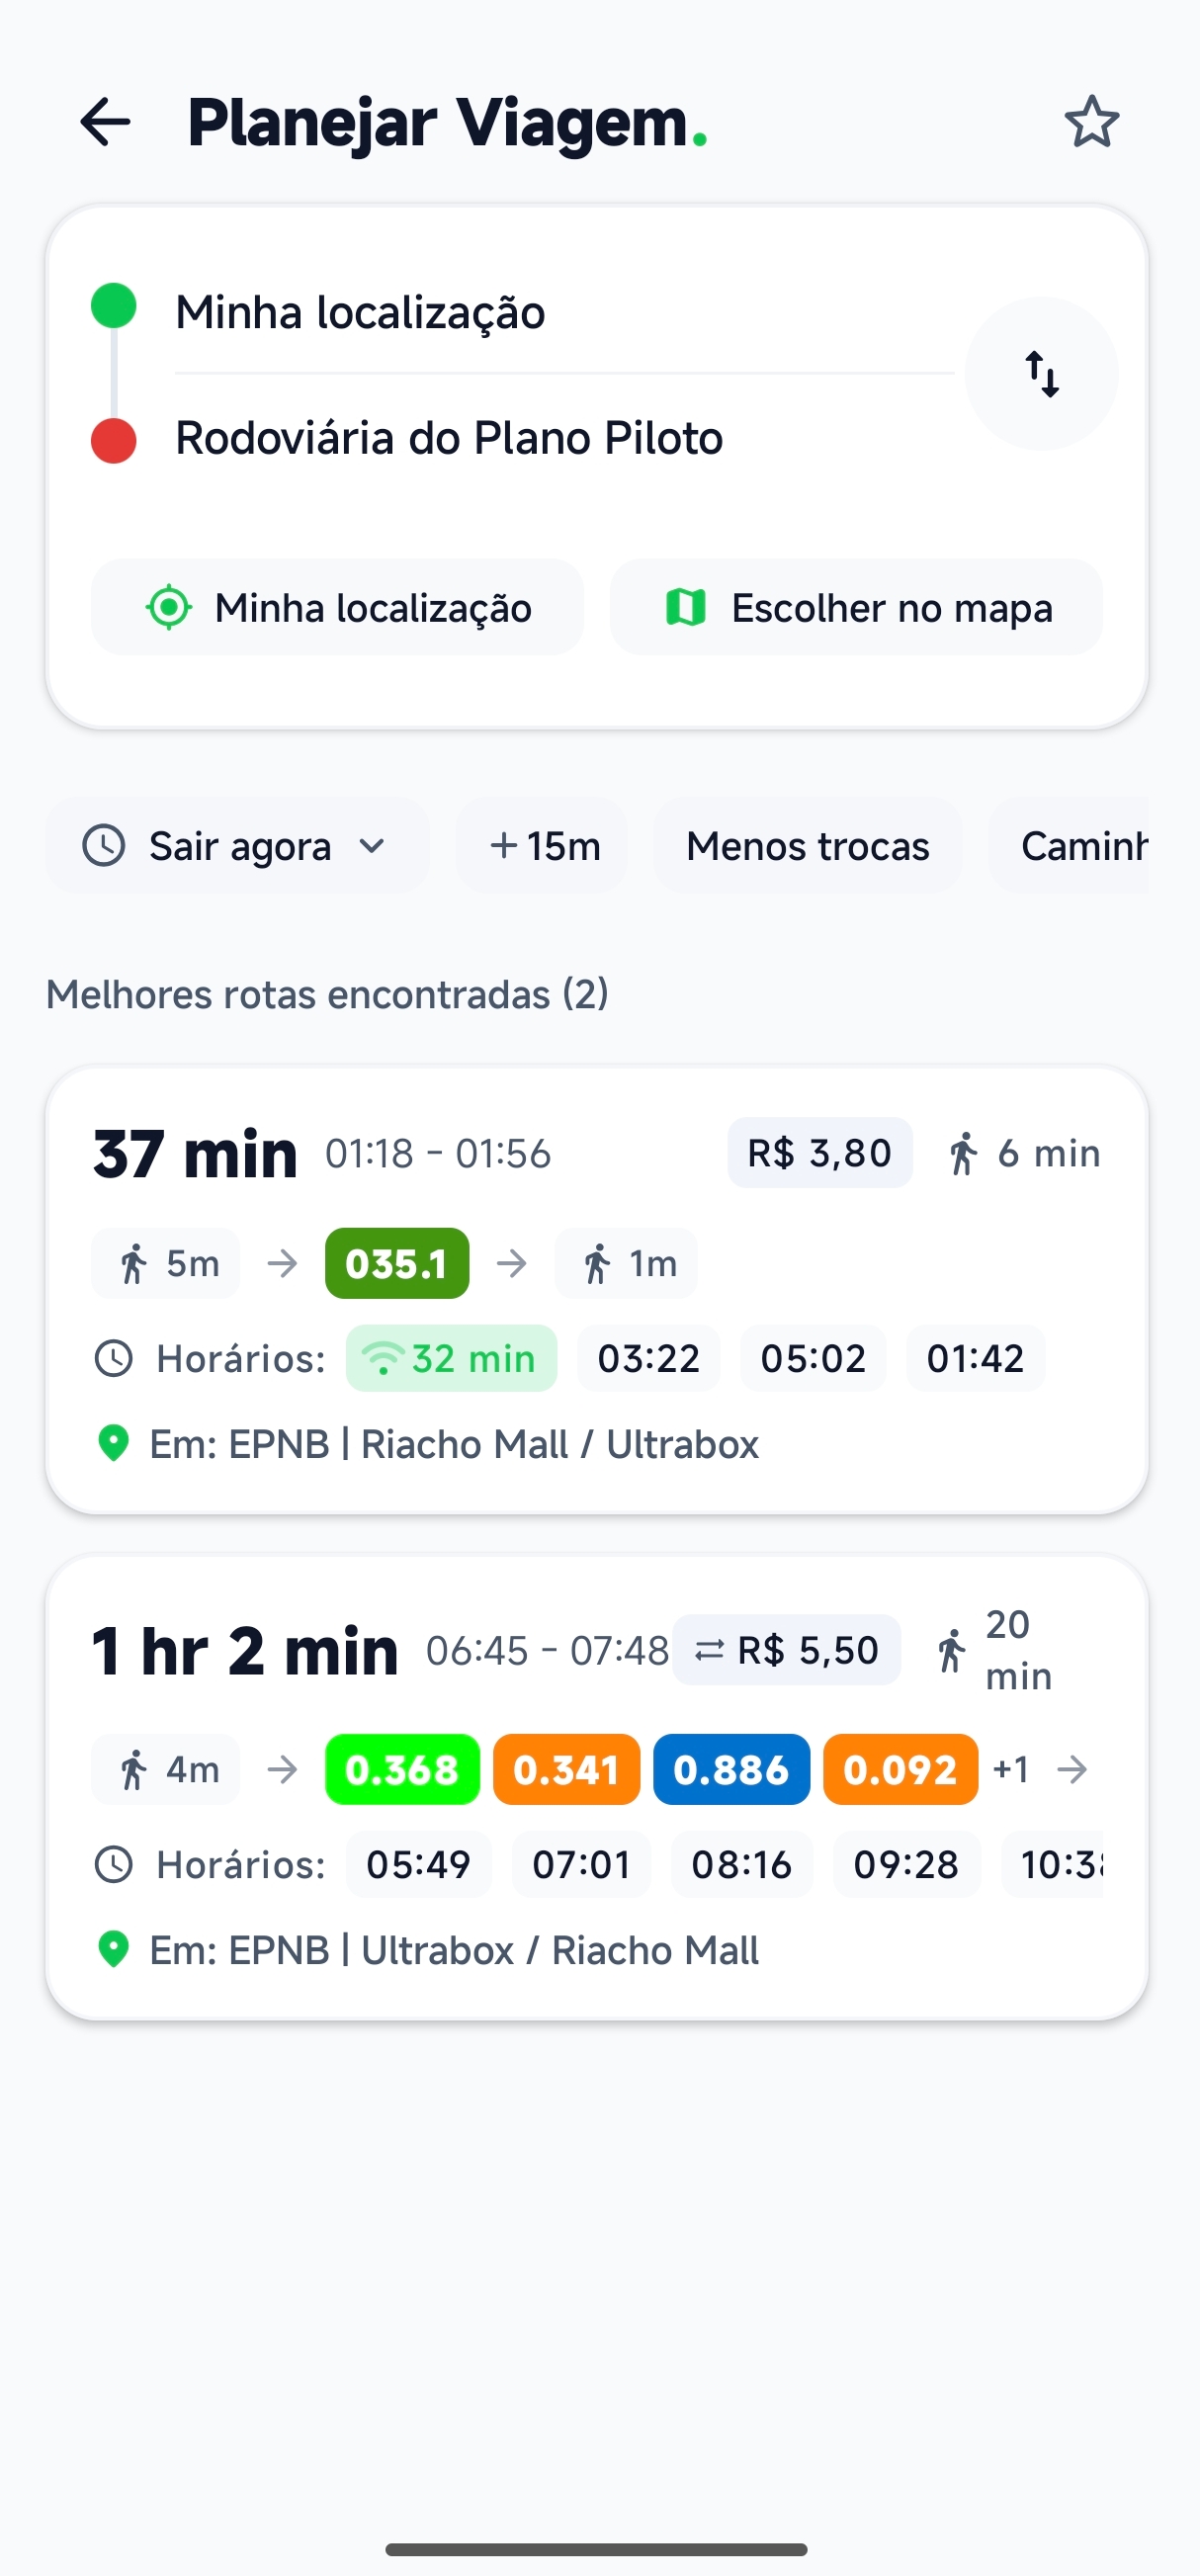 Planejar Viagem.
Minha localização
Rodoviária do Plano Piloto
Minha localização Escolher no mapa
Sair agora +15m Menos trocas Caminh
Melhores rotas encontradas (2)
37 min 01:18 - 01:56 R$ 3,80 6 min
5m → 035.1 → 1m
Horários: 32 min 03:22 05:02 01:42
Em: EPNB | Riacho Mall / Ultrabox
1 hr 2 min 06:45 - 07:48 R$ 5,50 20 min
4m → 0.368 0.341 0.886 0.092 +1 →
Horários: 05:49 07:01 08:16 09:28 10:38
Em: EPNB | Ultrabox / Riacho Mall